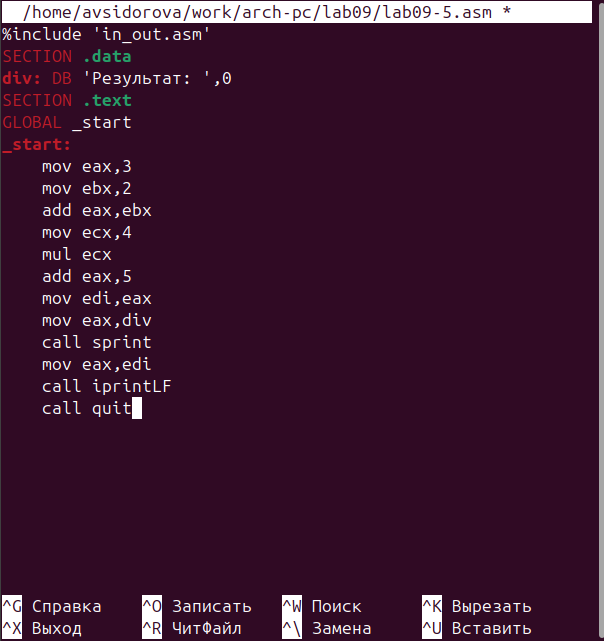 /home/avsidorova/work/arch-pc/lab09/lab09-5.asm *
%include 'in_out.asm'
SECTION .data
div: DB 'Результат: ',0
SECTION .text
GLOBAL _start
_start:
    mov eax,3
    mov ebx,2
    add eax,ebx
    mov ecx,4
    mul ecx
    add eax,5
    mov edi,eax
    mov eax,div
    call sprint
    mov eax,edi
    call iprintLF
    call quit
^G Справка ^O Записать ^W Поиск ^K Вырезать
^X Выход ^R ЧитФайл ^\ Замена ^U Вставить